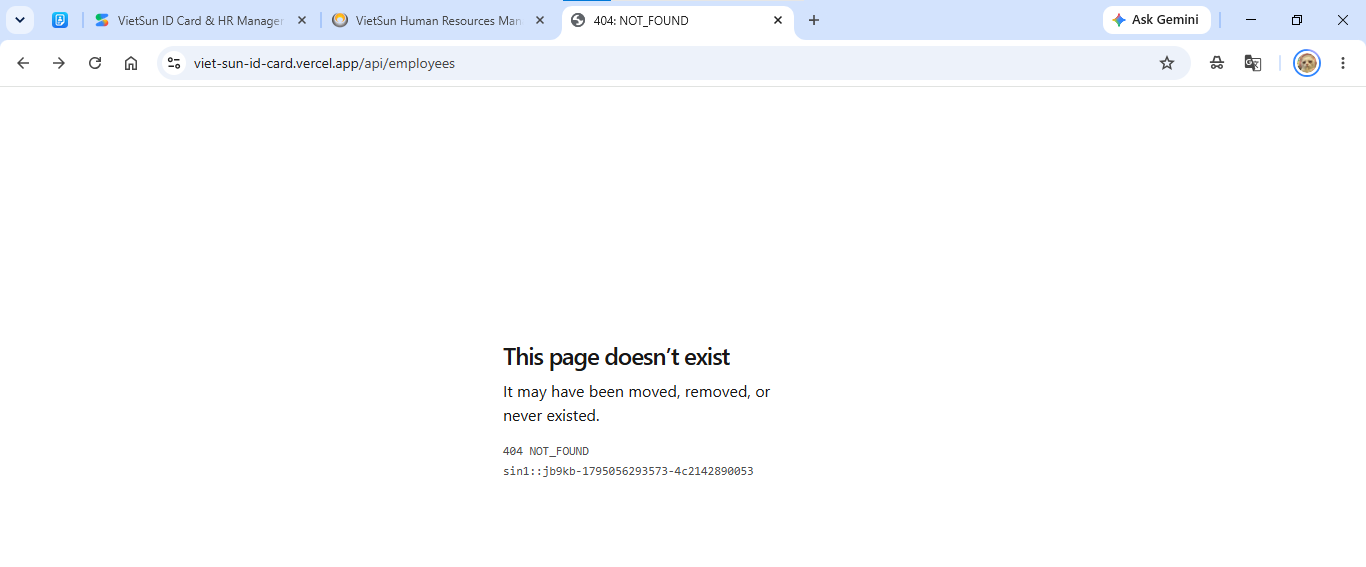 VietSun ID Card & HR Manager
VietSun Human Resources Man
404: NOT_FOUND
Ask Gemini
viet-sun-id-card.vercel.app/api/employees
This page doesn’t exist
It may have been moved, removed, or
never existed.
404 NOT_FOUND
sin1::jb9kb-1795056293573-4c2142890053